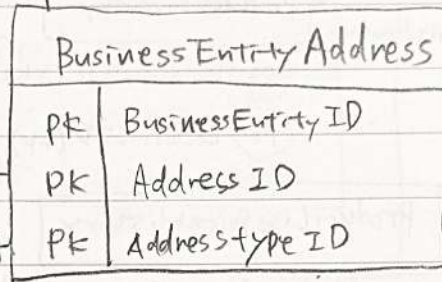 BusinessEntityAddress
PK BusinessEntityID
PK AddressID
PK AddresstypeID